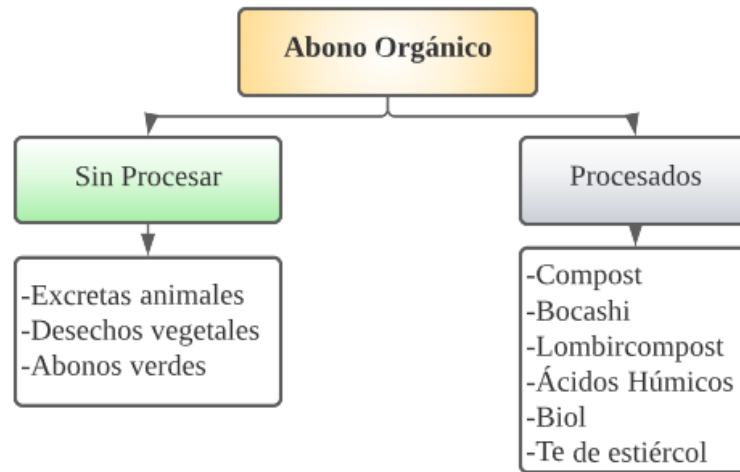 Abono Orgánico
Sin Procesar
-Excretas animales
-Desechos vegetales
-Abonos verdes
Procesados
-Compost
-Bocashi
-Lombircompost
-Ácidos Húmicos
-Biol
-Te de estiércol